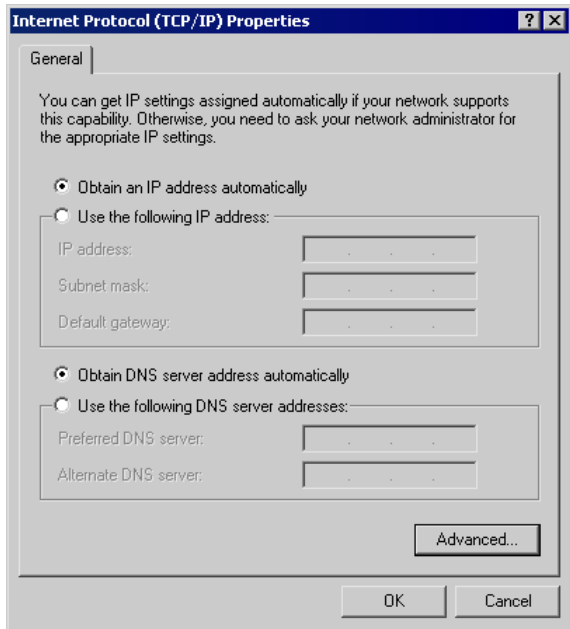 Internet Protocol (TCP/IP) Properties
General
You can get IP settings assigned automatically if your network supports
this capability. Otherwise, you need to ask your network administrator for
the appropriate IP settings.
Obtain an IP address automatically
Use the following IP address:
IP address:
Subnet mask:
Default gateway:
Obtain DNS server address automatically
Use the following DNS server addresses:
Preferred DNS server:
Alternate DNS server:
Advanced...
OK Cancel